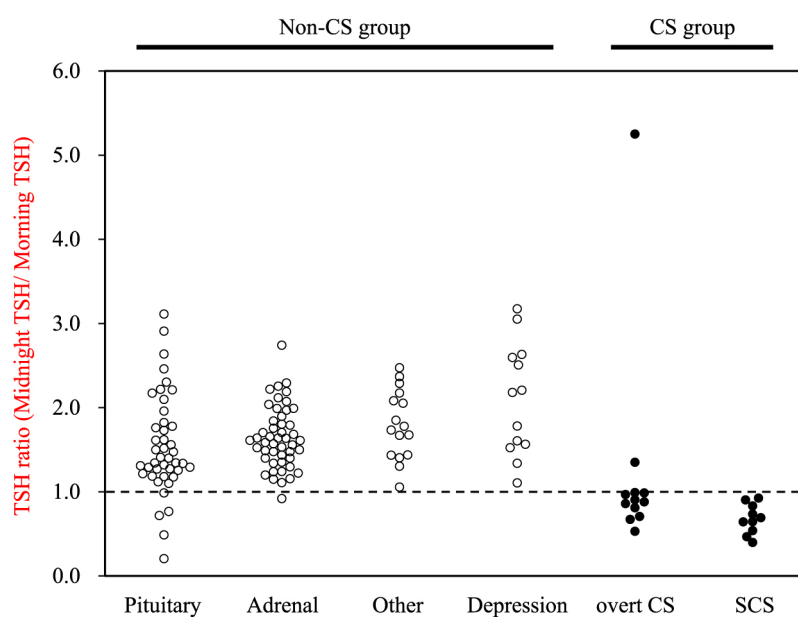 Non-CS group CS group
6.0
5.0
4.0
3.0
2.0
1.0
0.0
TSH ratio (Midnight TSH/ Morning TSH)
Pituitary Adrenal Other Depression overt CS SCS